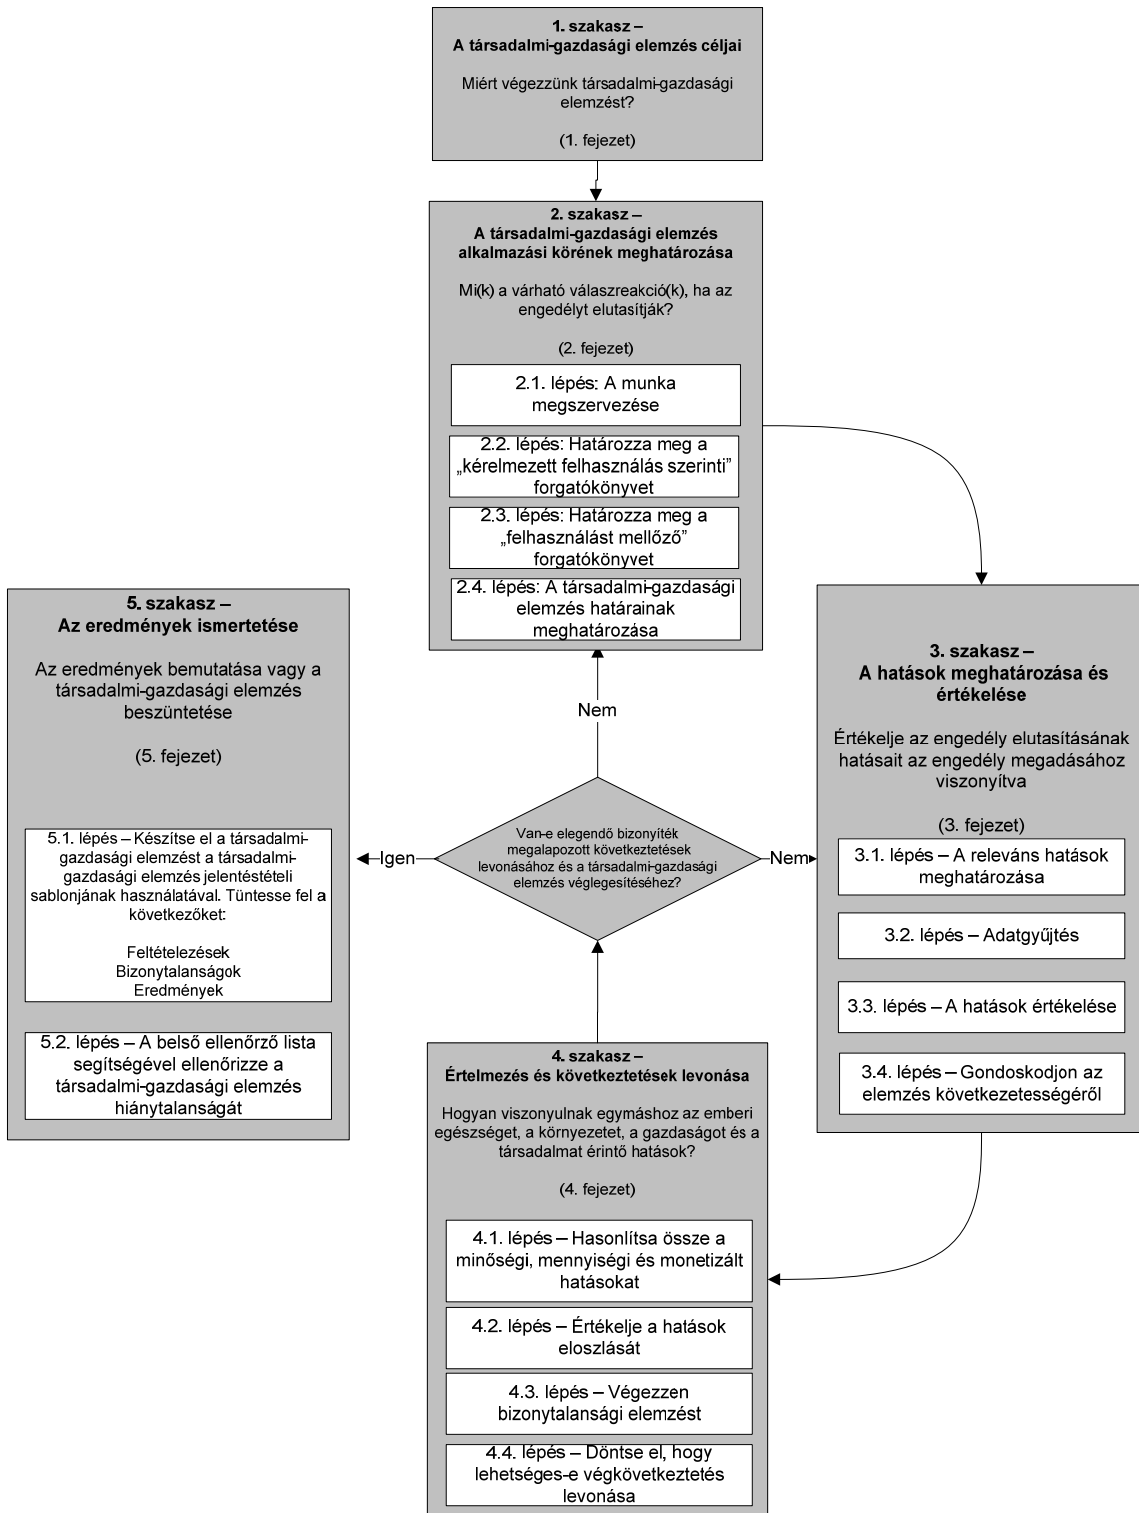 1. szakasz –
A társadalmi-gazdasági elemzés céljai
Miért végezzünk társadalmi-gazdasági
elemzést?
(1. fejezet)
2. szakasz –
A társadalmi-gazdasági elemzés
alkalmazási körének meghatározása
Mi(k) a várható válaszreakció(k), ha az
engedélyt elutasítják?
(2. fejezet)
2.1. lépés: A munka
megszervezése
2.2. lépés: Határozza meg a
„kérelmezett felhasználás szerinti”
forgatókönyvet
2.3. lépés: Határozza meg a
„felhasználást mellőző”
forgatókönyvet
2.4. lépés: A társadalmi-gazdasági
elemzés határainak
meghatározása
3. szakasz –
A hatások meghatározása és
értékelése
Értékelje az engedély elutasításának
hatásait az engedély megadásához
viszonyítva
(3. fejezet)
3.1. lépés – A releváns hatások
meghatározása
3.2. lépés – Adatgyűjtés
3.3. lépés – A hatások értékelése
3.4. lépés – Gondoskodjon az
elemzés következetességéről
4. szakasz –
Értelmezés és következtetések levonása
Hogyan viszonyulnak egymáshoz az emberi
egészséget, a környezetet, a gazdaságot és a
társadalmat érintő hatások?
(4. fejezet)
4.1. lépés – Hasonlítsa össze a
minőségi, mennyiségi és monetizált
hatásokat
4.2. lépés – Értékelje a hatások
eloszlását
4.3. lépés – Végezzen
bizonytalansági elemzést
4.4. lépés – Döntse el, hogy
lehetséges-e végkövetkeztetés
levonása
Van-e elegendő bizonyíték
megalapozott következtetések
levonásához és a társadalmi-gazdasági
elemzés véglegesítéséhez?
Nem
Nem
Igen
5. szakasz –
Az eredmények ismertetése
Az eredmények bemutatása vagy a
társadalmi-gazdasági elemzés
beszüntetése
(5. fejezet)
5.1. lépés – Készítse el a társadalmi-
gazdasági elemzést a társadalmi-
gazdasági elemzés jelentéstételi
sablonjának használatával. Tüntesse fel a
következőket:
Feltételezések
Bizonytalanságok
Eredmények
5.2. lépés – A belső ellenőrző lista
segítségével ellenőrizze a
társadalmi-gazdasági elemzés
hiánytalanságát